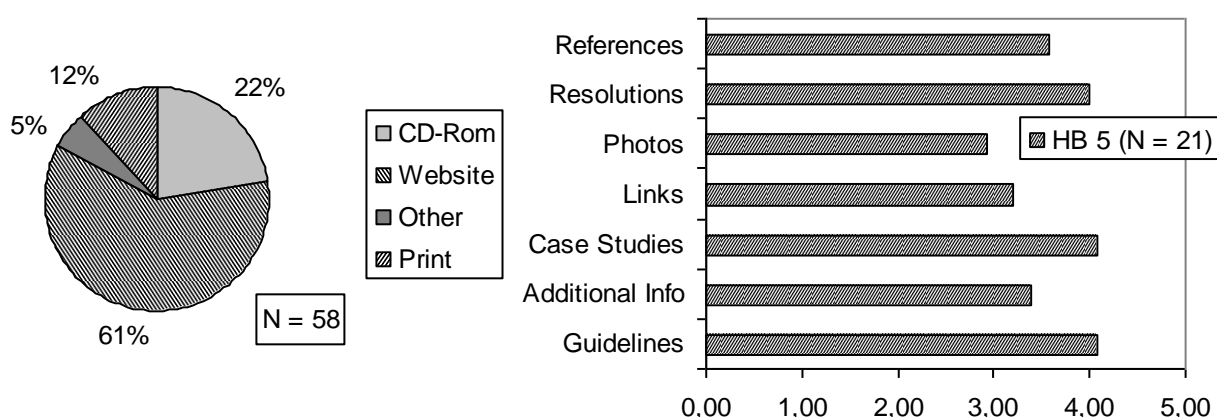 12%
22%
5%
61%
CD-Rom
Website
Other
Print
N = 58
References
Resolutions
Photos
Links
Case Studies
Additional Info
Guidelines
HB 5 (N = 21)
0,00 1,00 2,00 3,00 4,00 5,00